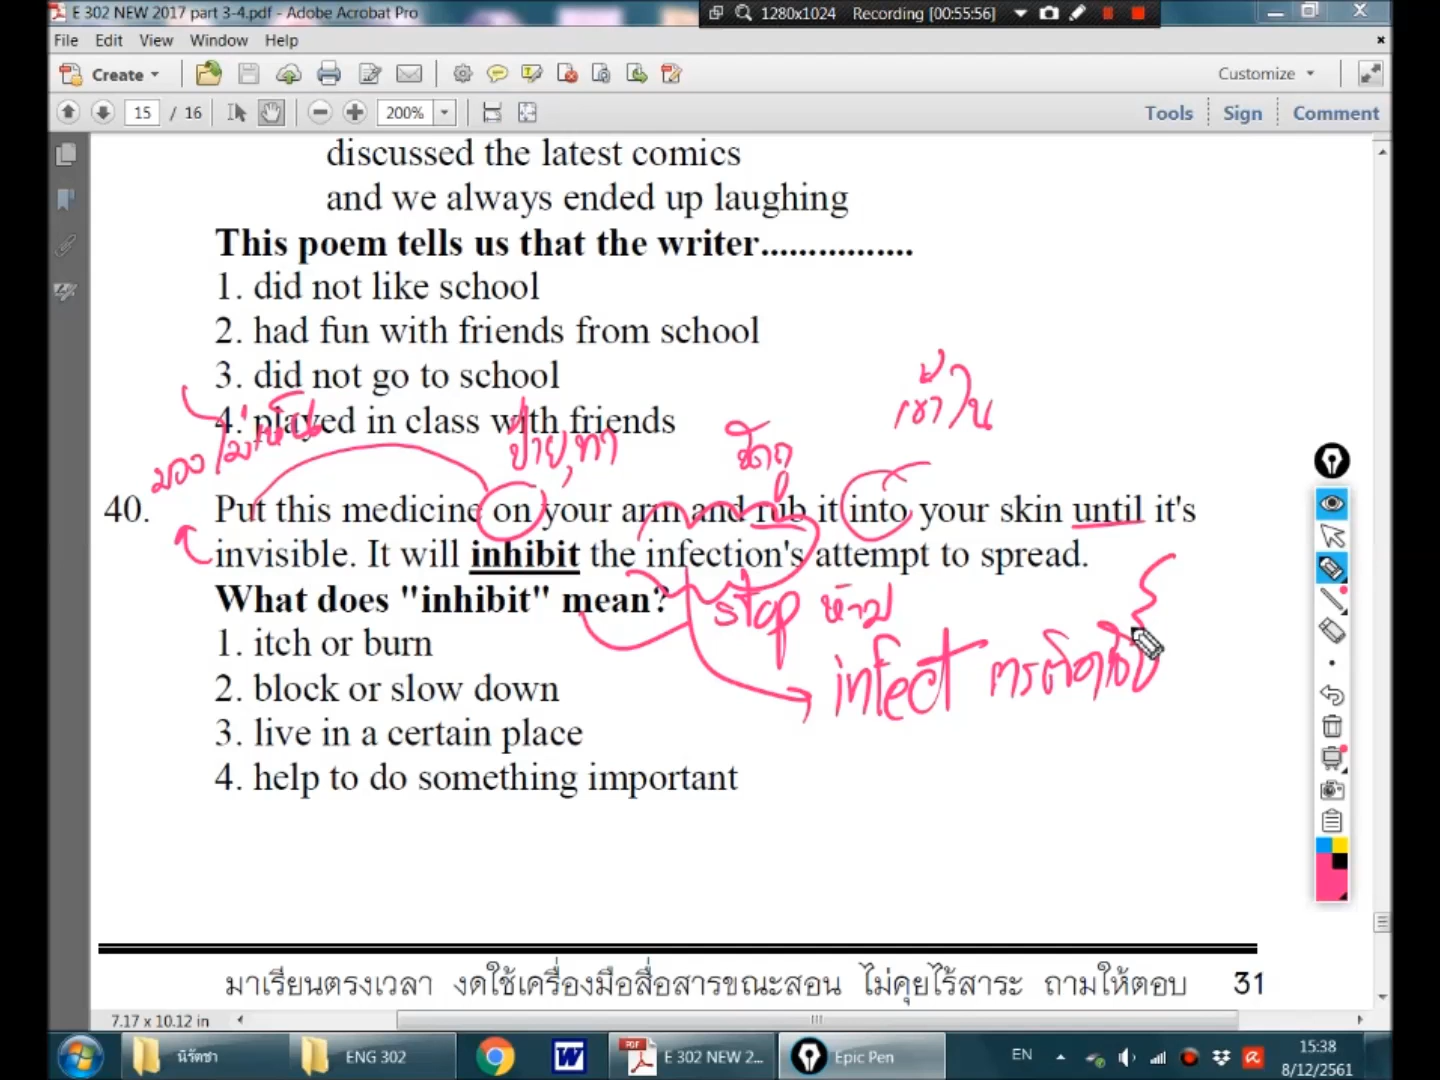 E 302 NEW 2017 part 3-4.pdf - Adobe Acrobat Pro
1280x1024 Recording [00:55:56]
File Edit View Window Help
Create Customize
15 / 16 200% Tools Sign Comment
discussed the latest comics
and we always ended up laughing
This poem tells us that the writer................
1. did not like school
2. had fun with friends from school
3. did not go to school
เข้าใน
4. played in class with friends
มองไม่เห็น ป้าย, ทา ขัดถู
40. Put this medicine on your arm and rub it into your skin until it's
invisible. It will inhibit the infection's attempt to spread.
What does "inhibit" mean?
stop ห้าม
1. itch or burn
infect การติดเชื้อ
2. block or slow down
3. live in a certain place
4. help to do something important
มาเรียนตรงเวลา งดใช้เครื่องมือสื่อสารขณะสอน ไม่คุยไร้สาระ ถามให้ตอบ 31
7.17 x 10.12 in
นิรัตชา ENG 302 E 302 NEW 2... Epic Pen EN 15:38
8/12/2561